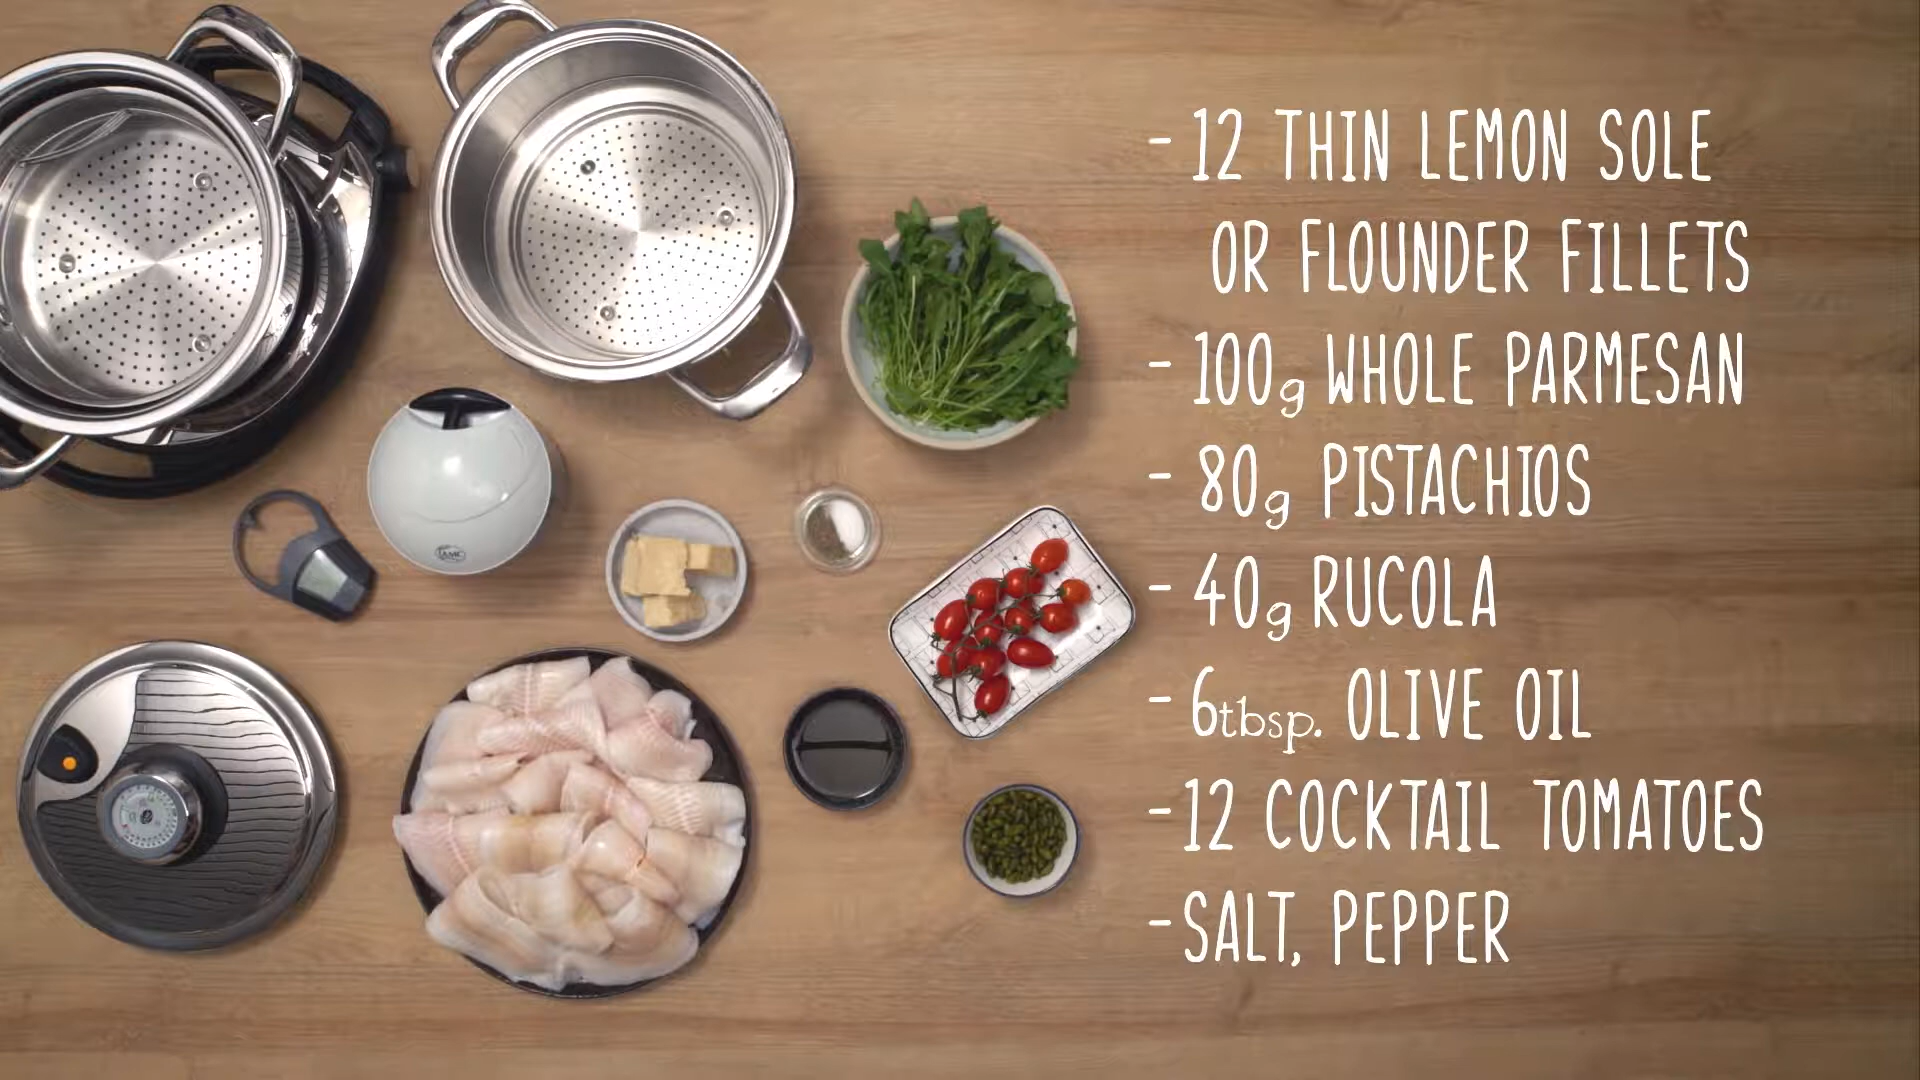 - 12 THIN LEMON SOLE
OR FLOUNDER FILLETS
- 100g WHOLE PARMESAN
- 80g PISTACHIOS
- 40g RUCOLA
- 6tbsp. OLIVE OIL
- 12 COCKTAIL TOMATOES
- SALT, PEPPER
AMC